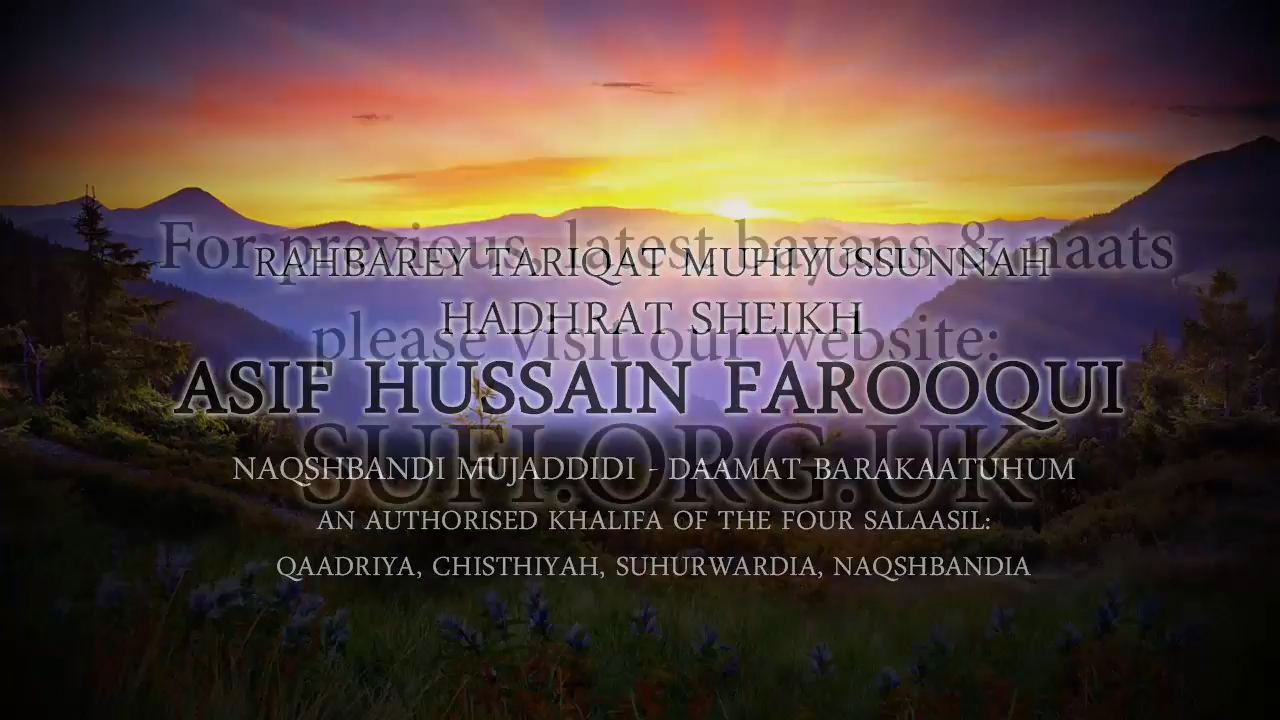 For previous, latest bayans & naats
RAHBAREY TARIQAT MUHIYUSSUNNAH
HADHRAT SHEIKH
please visit our website:
ASIF HUSSAIN FAROOQUI
SUFI.ORG.UK
NAQSHBANDI MUJADDIDI - DAAMAT BARAKAATUHUM
AN AUTHORISED KHALIFA OF THE FOUR SALAASIL:
QAADRIYA, CHISTHIYAH, SUHURWARDIA, NAQSHBANDIA